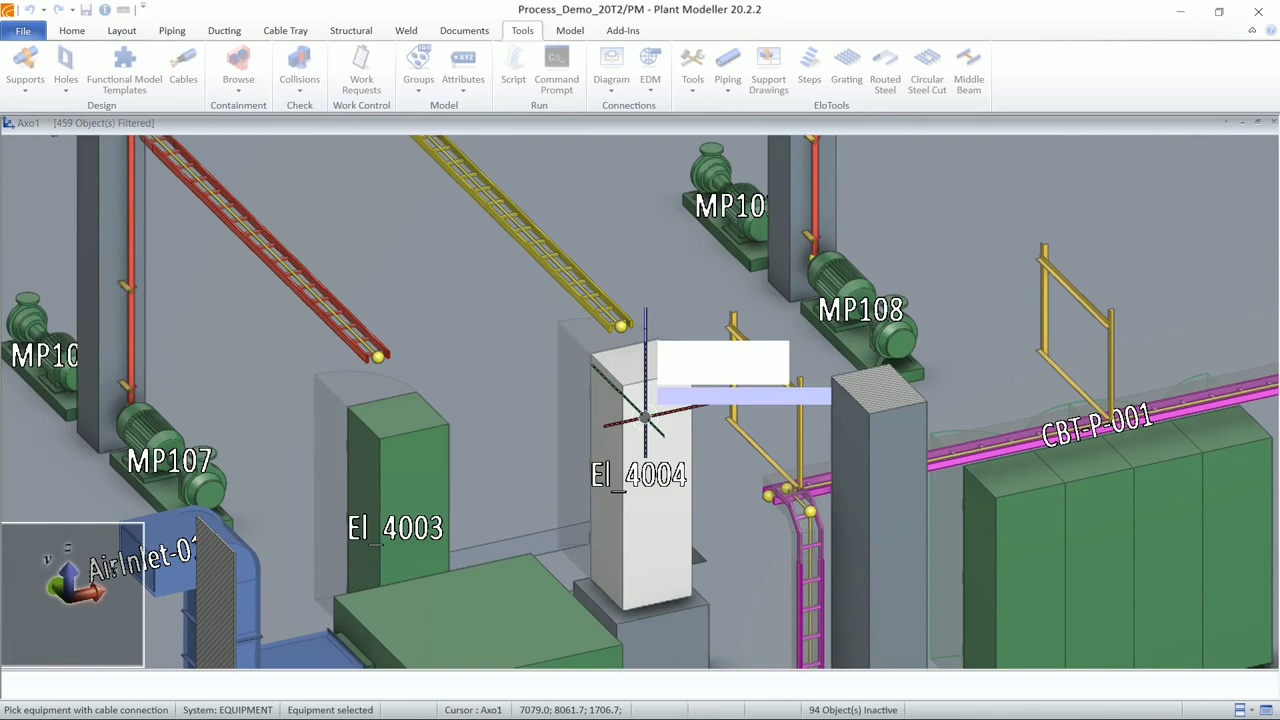 Process_Demo_20T2/PM - Plant Modeller 20.2.2
File Home Layout Piping Ducting Cable Tray Structural Weld Documents Tools Model Add-Ins
Supports Holes Functional Model Templates Cables
Design
Browse
Containment
Collisions
Check
Work Requests
Work Control
Groups Attributes
Model
Script Command Prompt
Run
Diagram EDM
Connections
Tools Piping Support Drawings Steps Grating Routed Steel Circular Steel Cut Middle Beam
EloTools
Axo1 [459 Object(s) Filtered]
MP10
MP108
MP10
CBT-P-001
MP107
El_4004
El_4003
AirInlet-01
Pick equipment with cable connection System: EQUIPMENT Equipment selected Cursor : Axo1 7079.0; 8061.7; 1706.7; 94 Object(s) Inactive